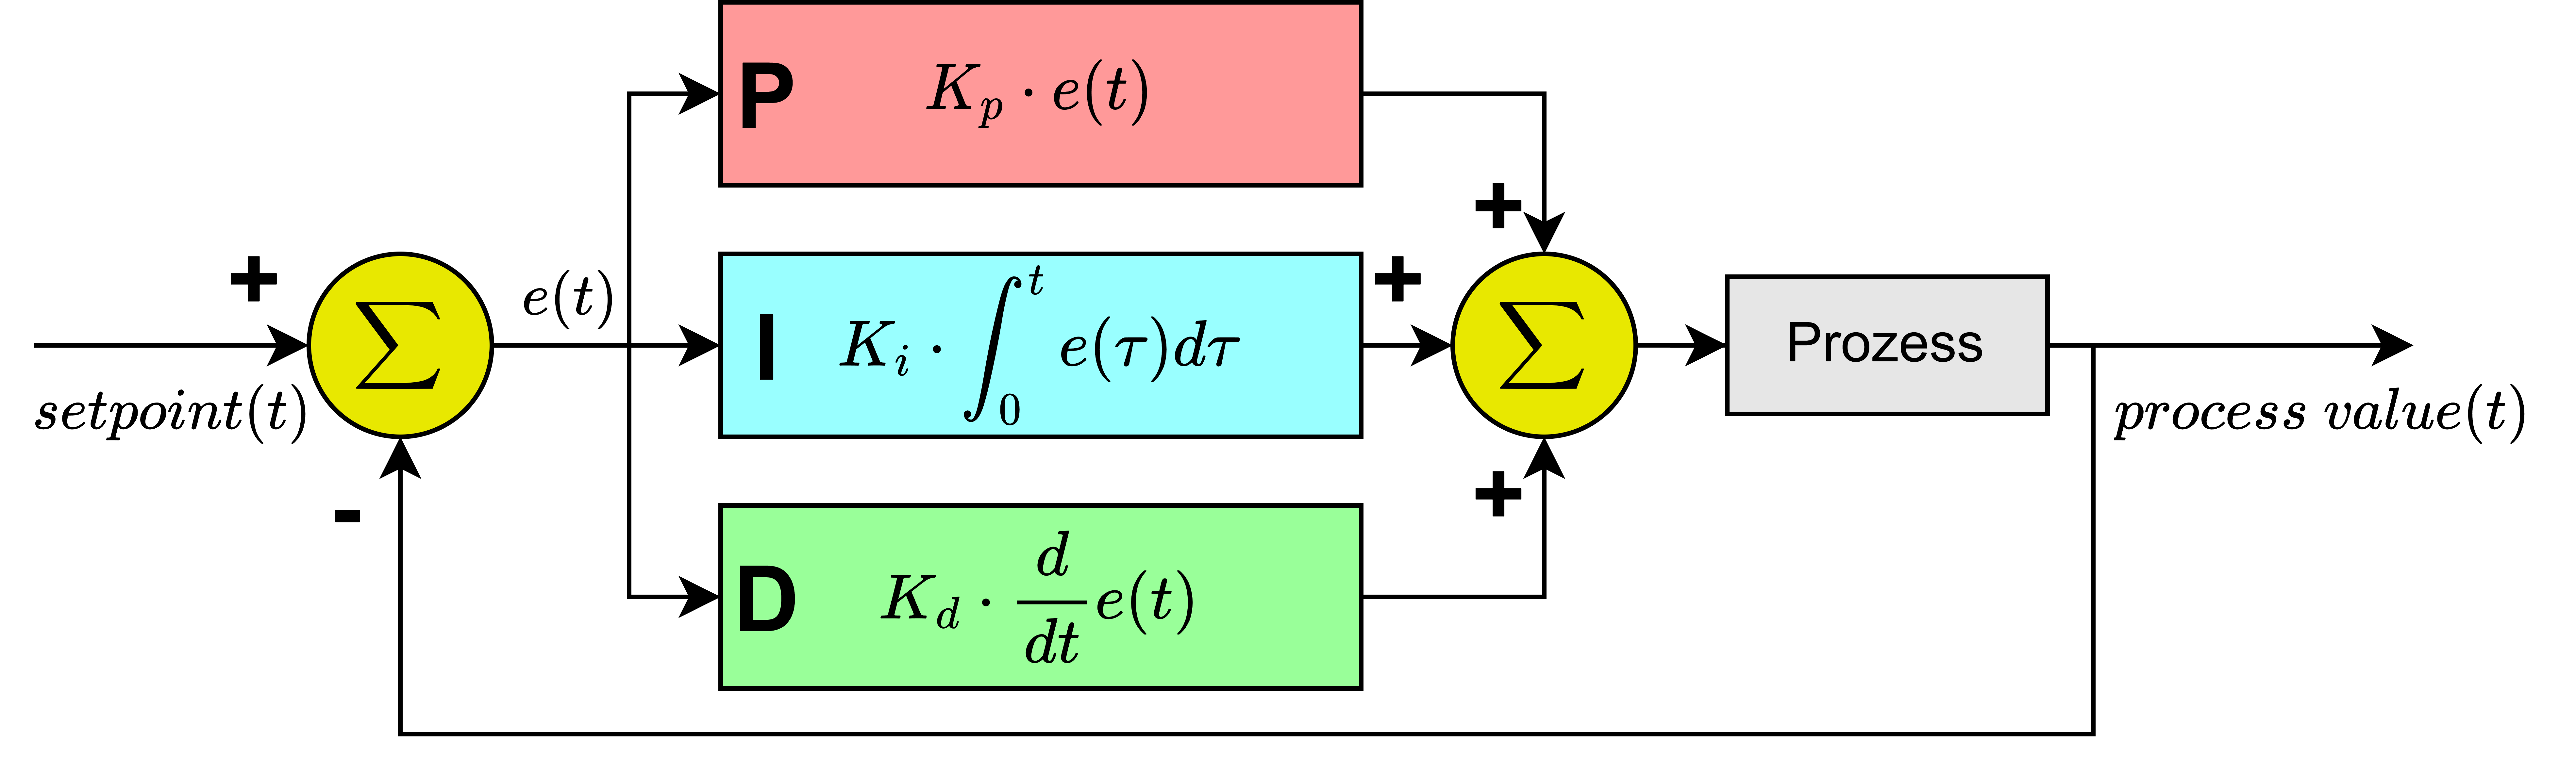 P K_p · e(t)
+
+
e(t)
+
I K_i · ∫_0^t e(τ)dτ
Σ
Σ
Prozess
setpoint(t)
process value(t)
-
+
D K_d · d/dt e(t)